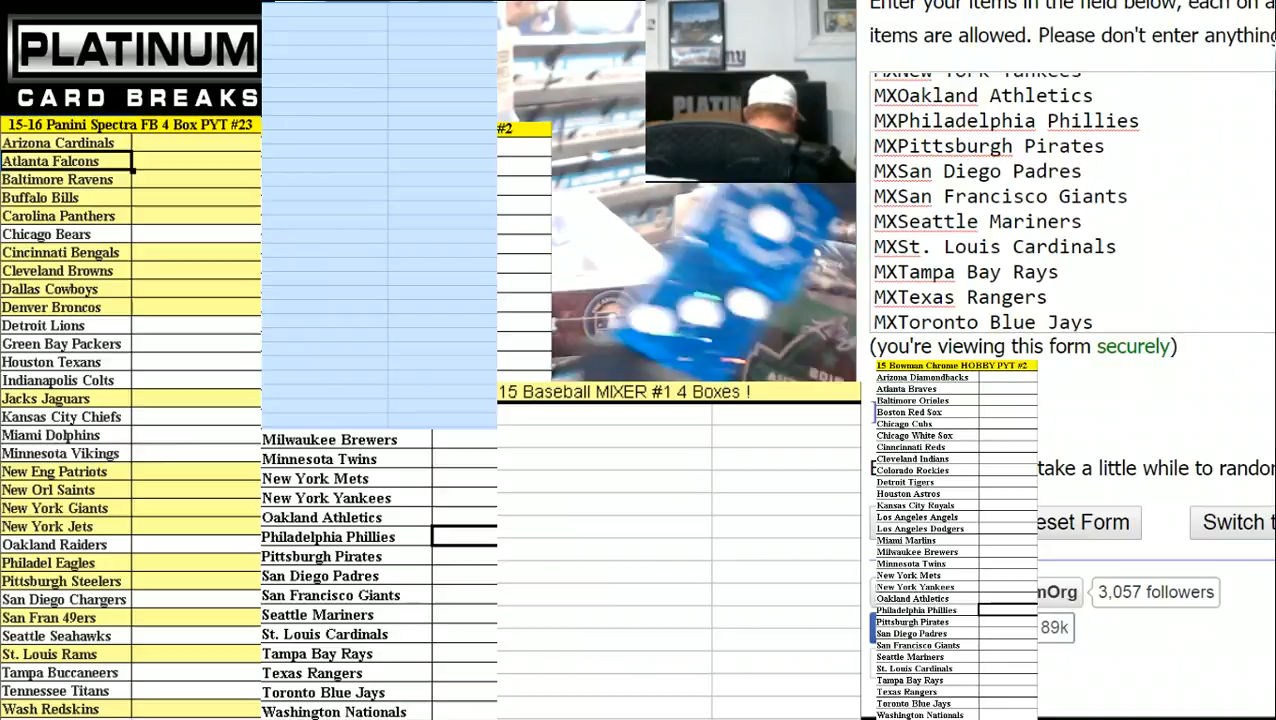 PLATINUM
CARD BREAKS
15-16 Panini Spectra FB 4 Box PYT #23
Arizona Cardinals
Atlanta Falcons
Baltimore Ravens
Buffalo Bills
Carolina Panthers
Chicago Bears
Cincinnati Bengals
Cleveland Browns
Dallas Cowboys
Denver Broncos
Detroit Lions
Green Bay Packers
Houston Texans
Indianapolis Colts
Jacks Jaguars
Kansas City Chiefs
Miami Dolphins
Minnesota Vikings
New Eng Patriots
New Orl Saints
New York Giants
New York Jets
Oakland Raiders
Philadel Eagles
Pittsburgh Steelers
San Diego Chargers
San Fran 49ers
Seattle Seahawks
St. Louis Rams
Tampa Buccaneers
Tennessee Titans
Wash Redskins
Milwaukee Brewers
Minnesota Twins
New York Mets
New York Yankees
Oakland Athletics
Philadelphia Phillies
Pittsburgh Pirates
San Diego Padres
San Francisco Giants
Seattle Mariners
St. Louis Cardinals
Tampa Bay Rays
Texas Rangers
Toronto Blue Jays
Washington Nationals
#2
PLATIN
15 Baseball MIXER #1 4 Boxes !
Enter your items in the field below, each on a
items are allowed. Please don't enter anything
MXNew York Yankees
MXOakland Athletics
MXPhiladelphia Phillies
MXPittsburgh Pirates
MXSan Diego Padres
MXSan Francisco Giants
MXSeattle Mariners
MXSt. Louis Cardinals
MXTampa Bay Rays
MXTexas Rangers
MXToronto Blue Jays
(you're viewing this form securely)
15 Bowman Chrome HOBBY PYT #2
Arizona Diamondbacks
Atlanta Braves
Baltimore Orioles
Boston Red Sox
Chicago Cubs
Chicago White Sox
Cinncinnati Reds
Cleveland Indians
Colorado Rockies
Detroit Tigers
Houston Astros
Kansas City Royals
Los Angeles Angels
Los Angeles Dodgers
Miami Marlins
Milwaukee Brewers
Minnesota Twins
New York Mets
New York Yankees
Oakland Athletics
Philadelphia Phillies
Pittsburgh Pirates
San Diego Padres
San Francisco Giants
Seattle Mariners
St. Louis Cardinals
Tampa Bay Rays
Texas Rangers
Toronto Blue Jays
Washington Nationals
take a little while to rando
eset Form
Switch to
mOrg
3,057 followers
89k